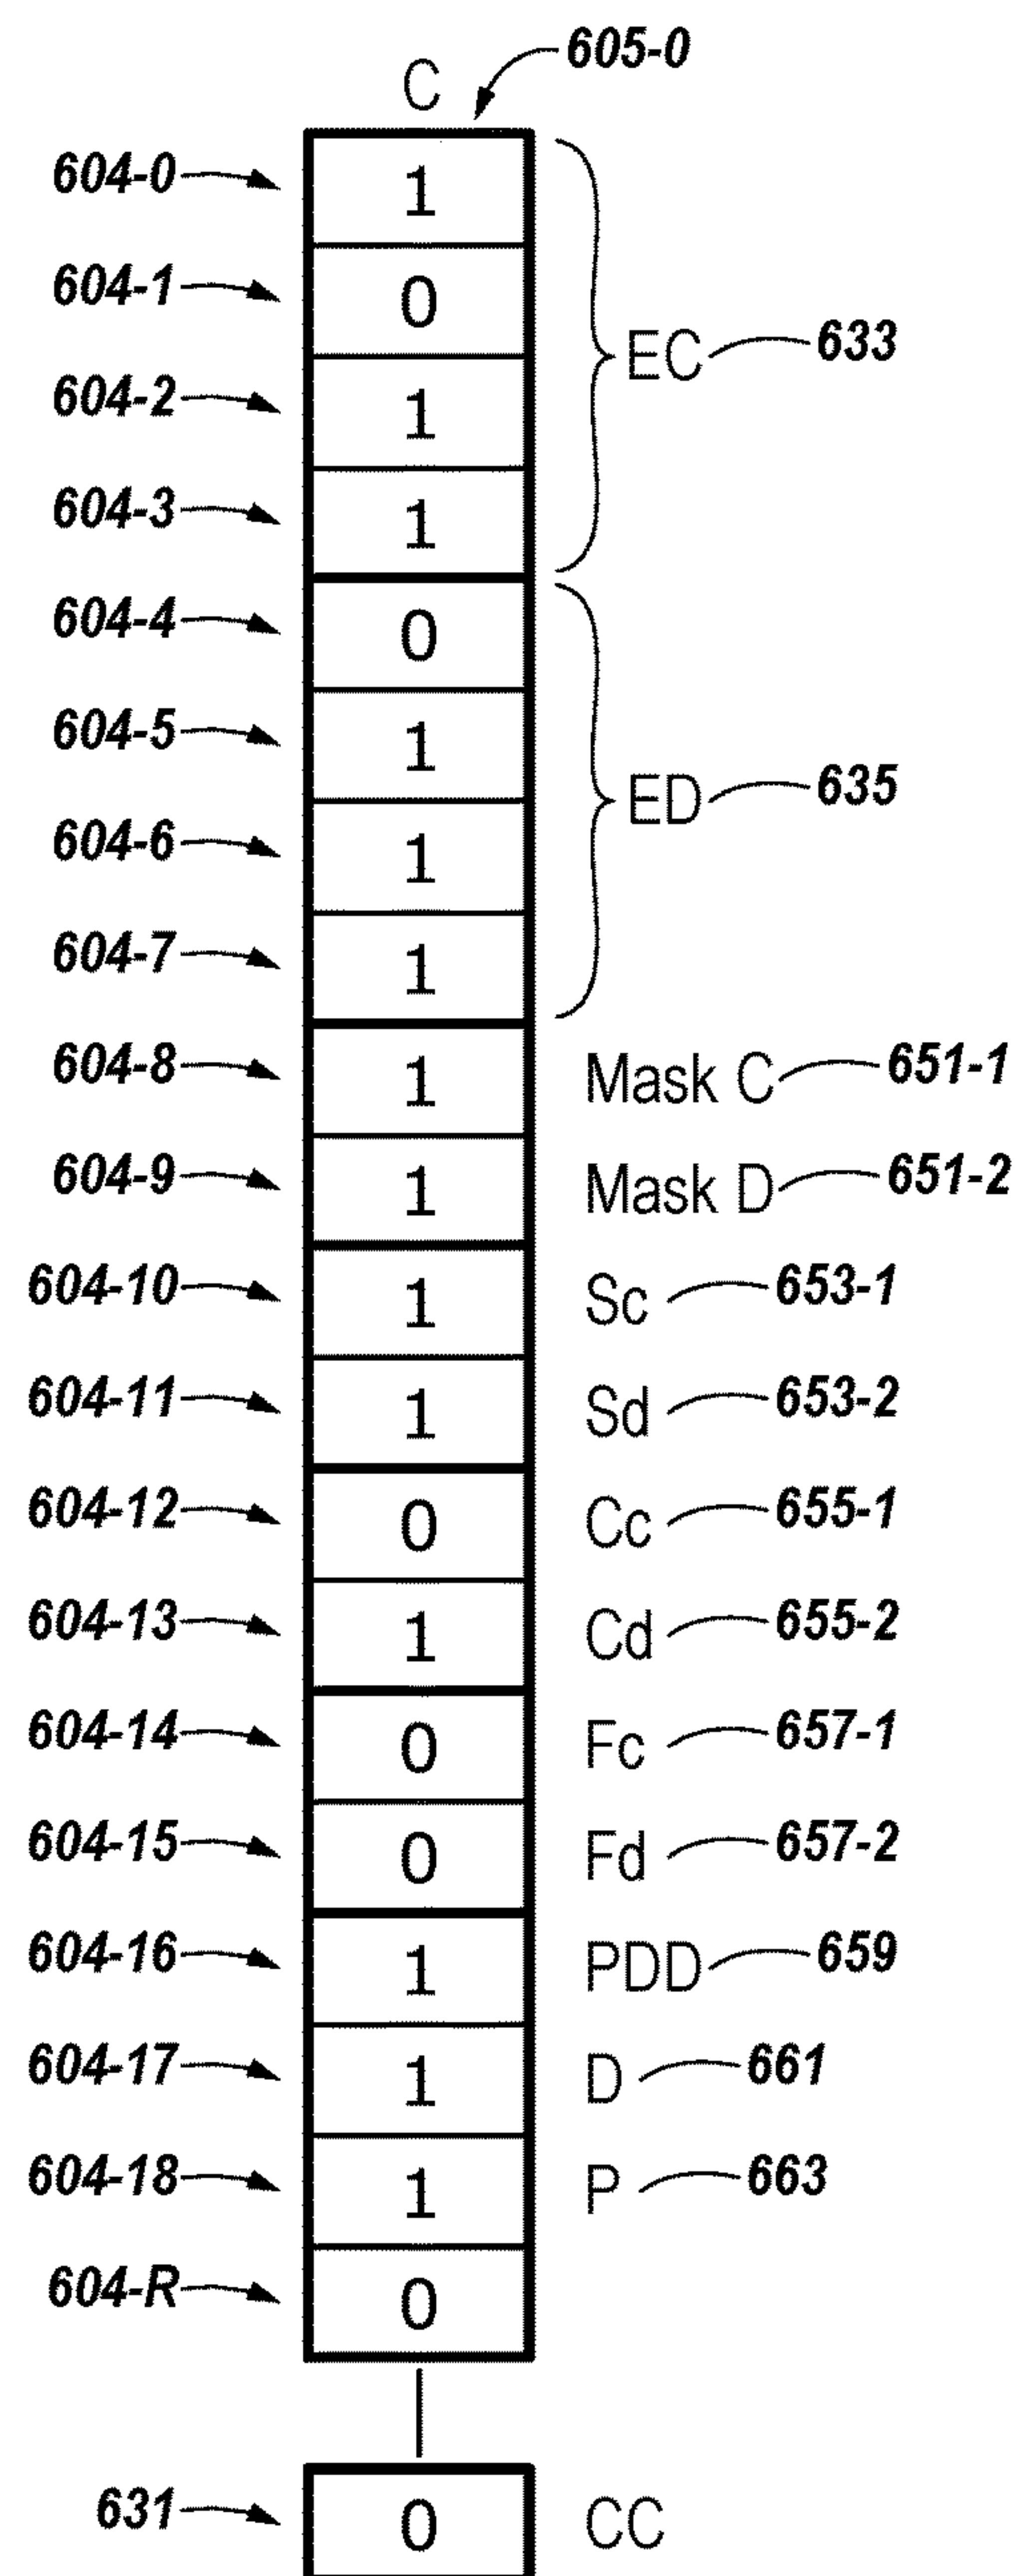 C 605-0
604-0 1
604-1 0
EC 633
604-2 1
604-3 1
604-4 0
604-5 1
ED 635
604-6 1
604-7 1
604-8 1 Mask C 651-1
604-9 1 Mask D 651-2
604-10 1 Sc 653-1
604-11 1 Sd 653-2
604-12 0 Cc 655-1
604-13 1 Cd 655-2
604-14 0 Fc 657-1
604-15 0 Fd 657-2
604-16 1 PDD 659
604-17 1 D 661
604-18 1 P 663
604-R 0
631 0 CC